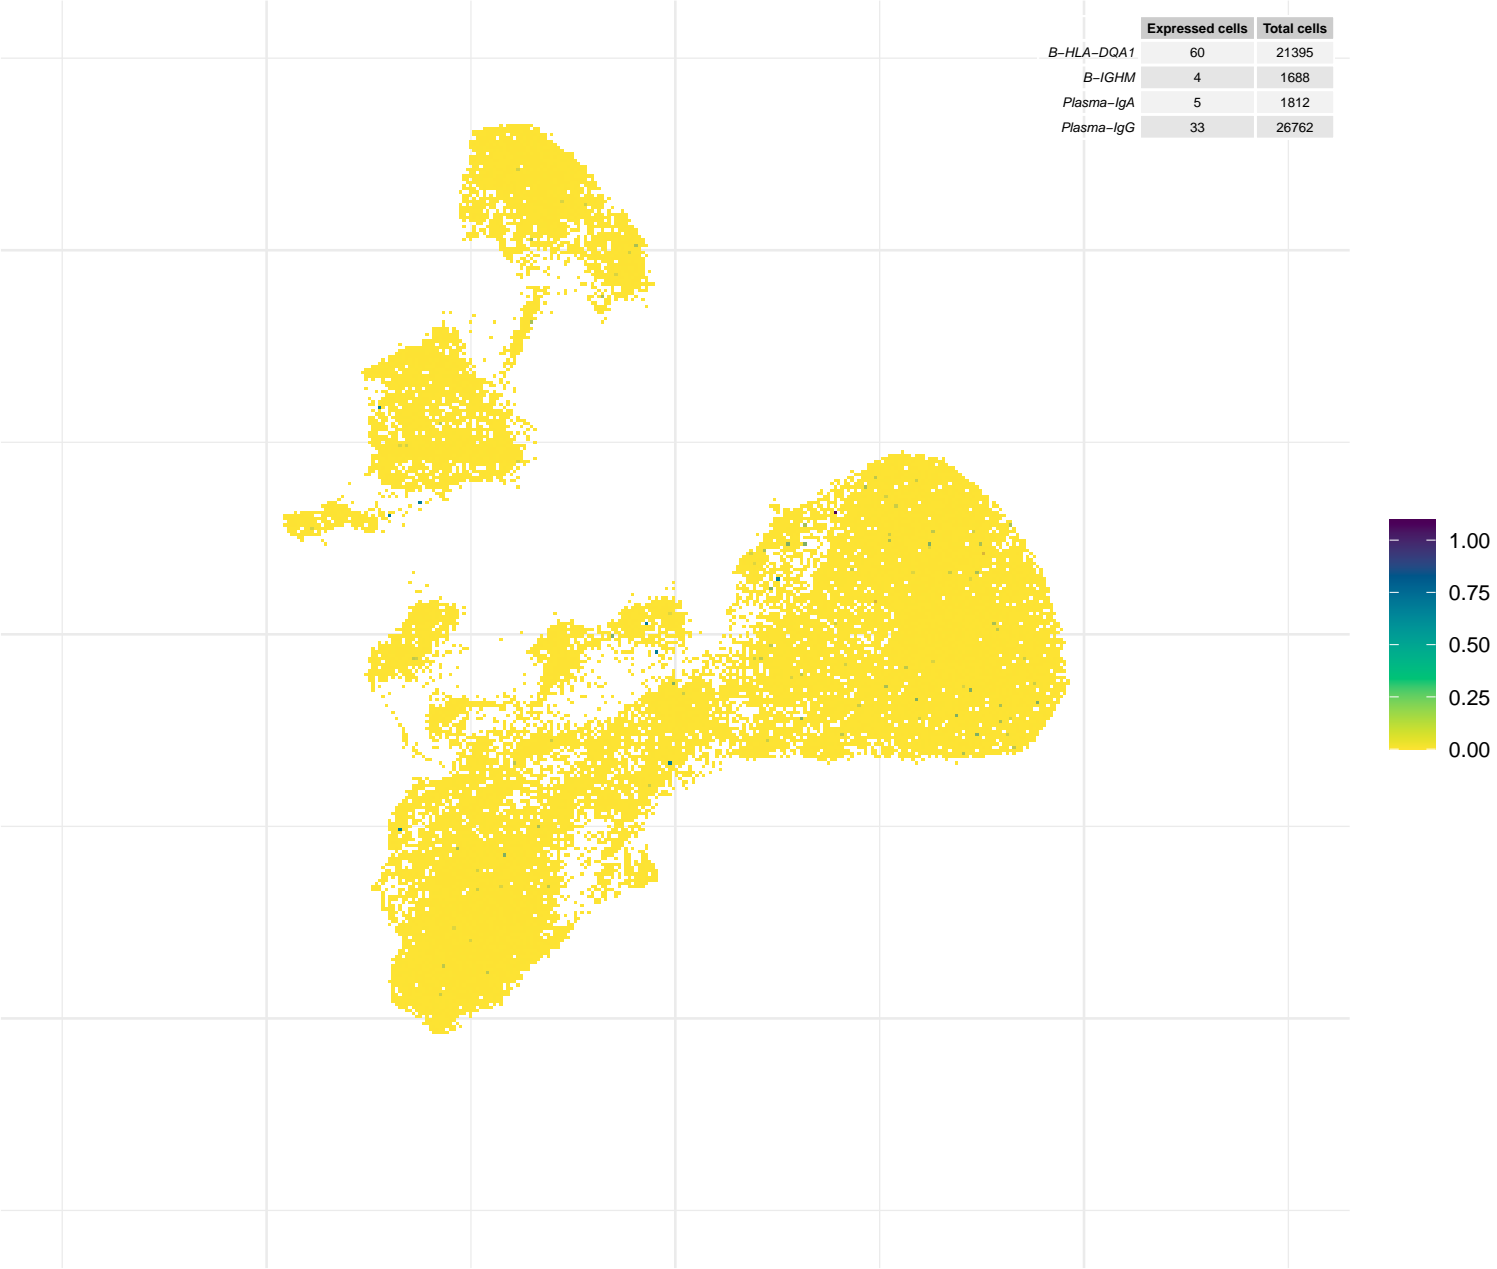 Expressed cells Total cells
B−HLA−DQA1 60 21395
B−IGHM 4 1688
Plasma−IgA 5 1812
Plasma−IgG 33 26762
1.00
0.75
0.50
0.25
0.00